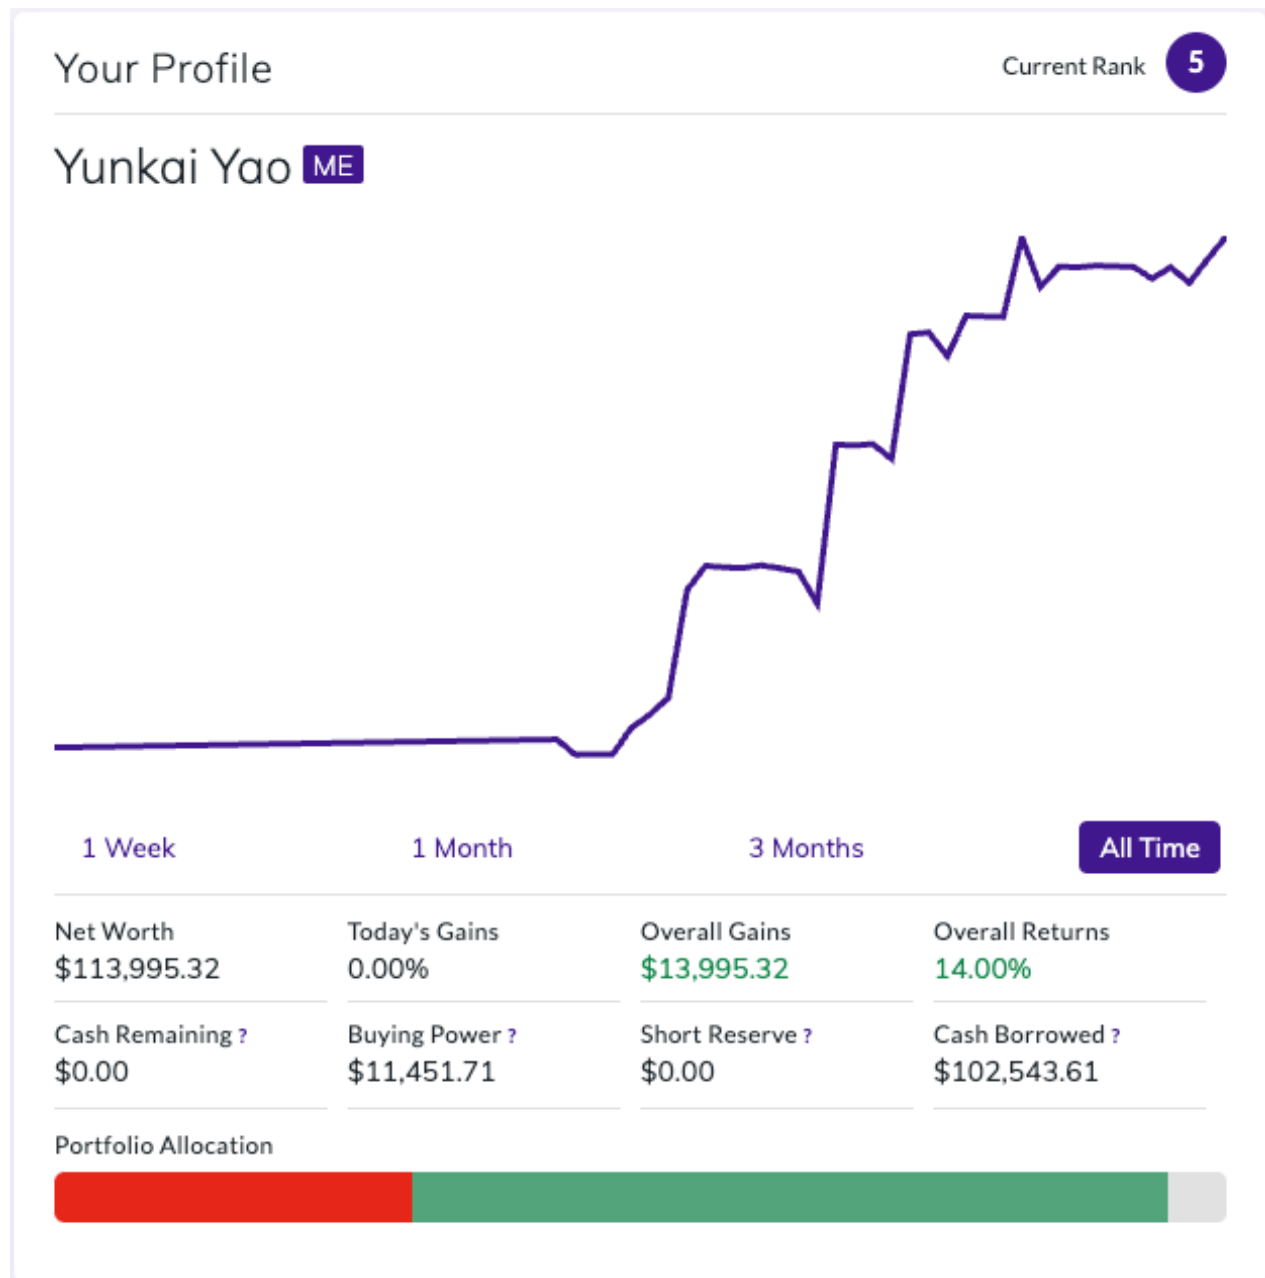 Your Profile
Current Rank 5
Yunkai Yao ME
1 Week 1 Month 3 Months All Time
Net Worth Today's Gains Overall Gains Overall Returns
$113,995.32 0.00% $13,995.32 14.00%
Cash Remaining ? Buying Power ? Short Reserve ? Cash Borrowed ?
$0.00 $11,451.71 $0.00 $102,543.61
Portfolio Allocation